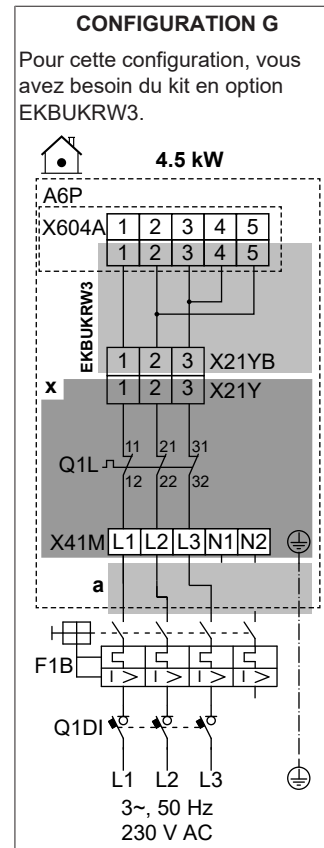 CONFIGURATION G
Pour cette configuration, vous
avez besoin du kit en option
EKBUKRW3.
4.5 kW
A6P
X604A 1 2 3 4 5
1 2 3 4 5
EKBUKRW3
1 2 3 X21YB
x 1 2 3 X21Y
11 21 31
Q1L
12 22 32
X41M L1 L2 L3 N1 N2
a
F1B
I > I > I > I >
Q1DI
L1 L2 L3
3~, 50 Hz
230 V AC